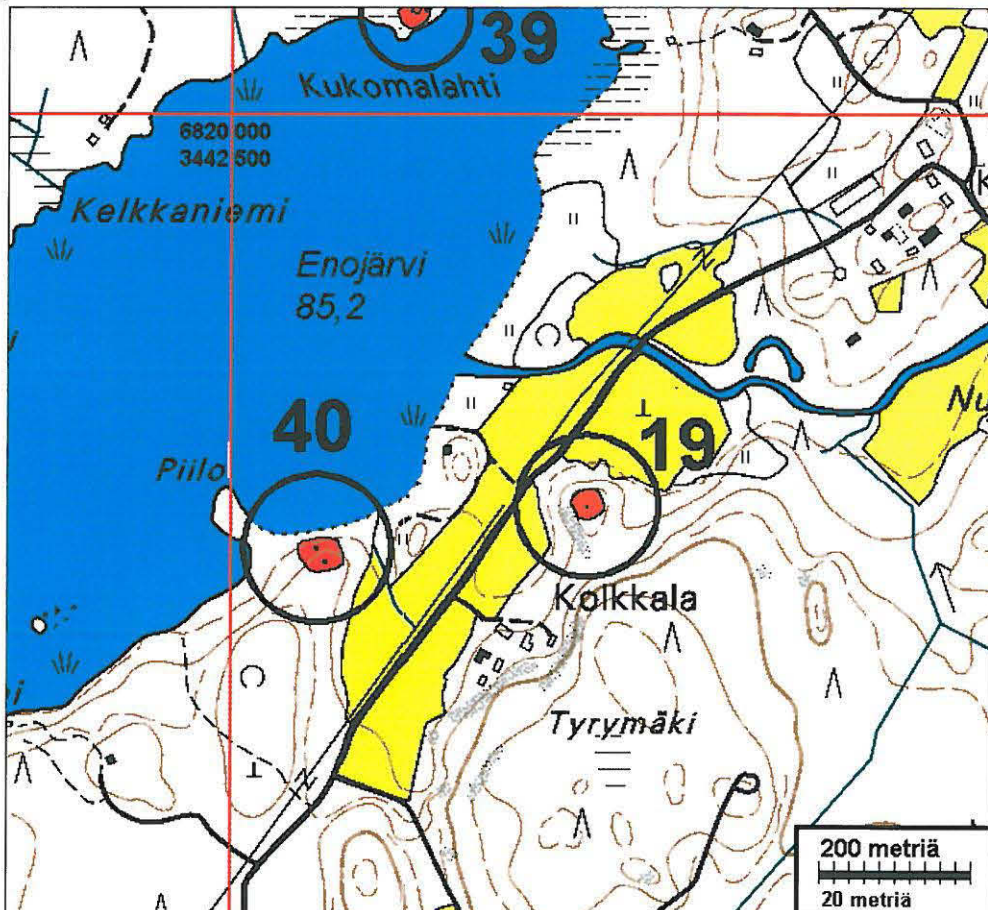 39
Kukomalahti
6820 000
3442 500
Kelkkaniemi
Enojärvi
85,2
40
19
Piilo
Kolkkala
Tyrymäki
200 metriä
20 metriä